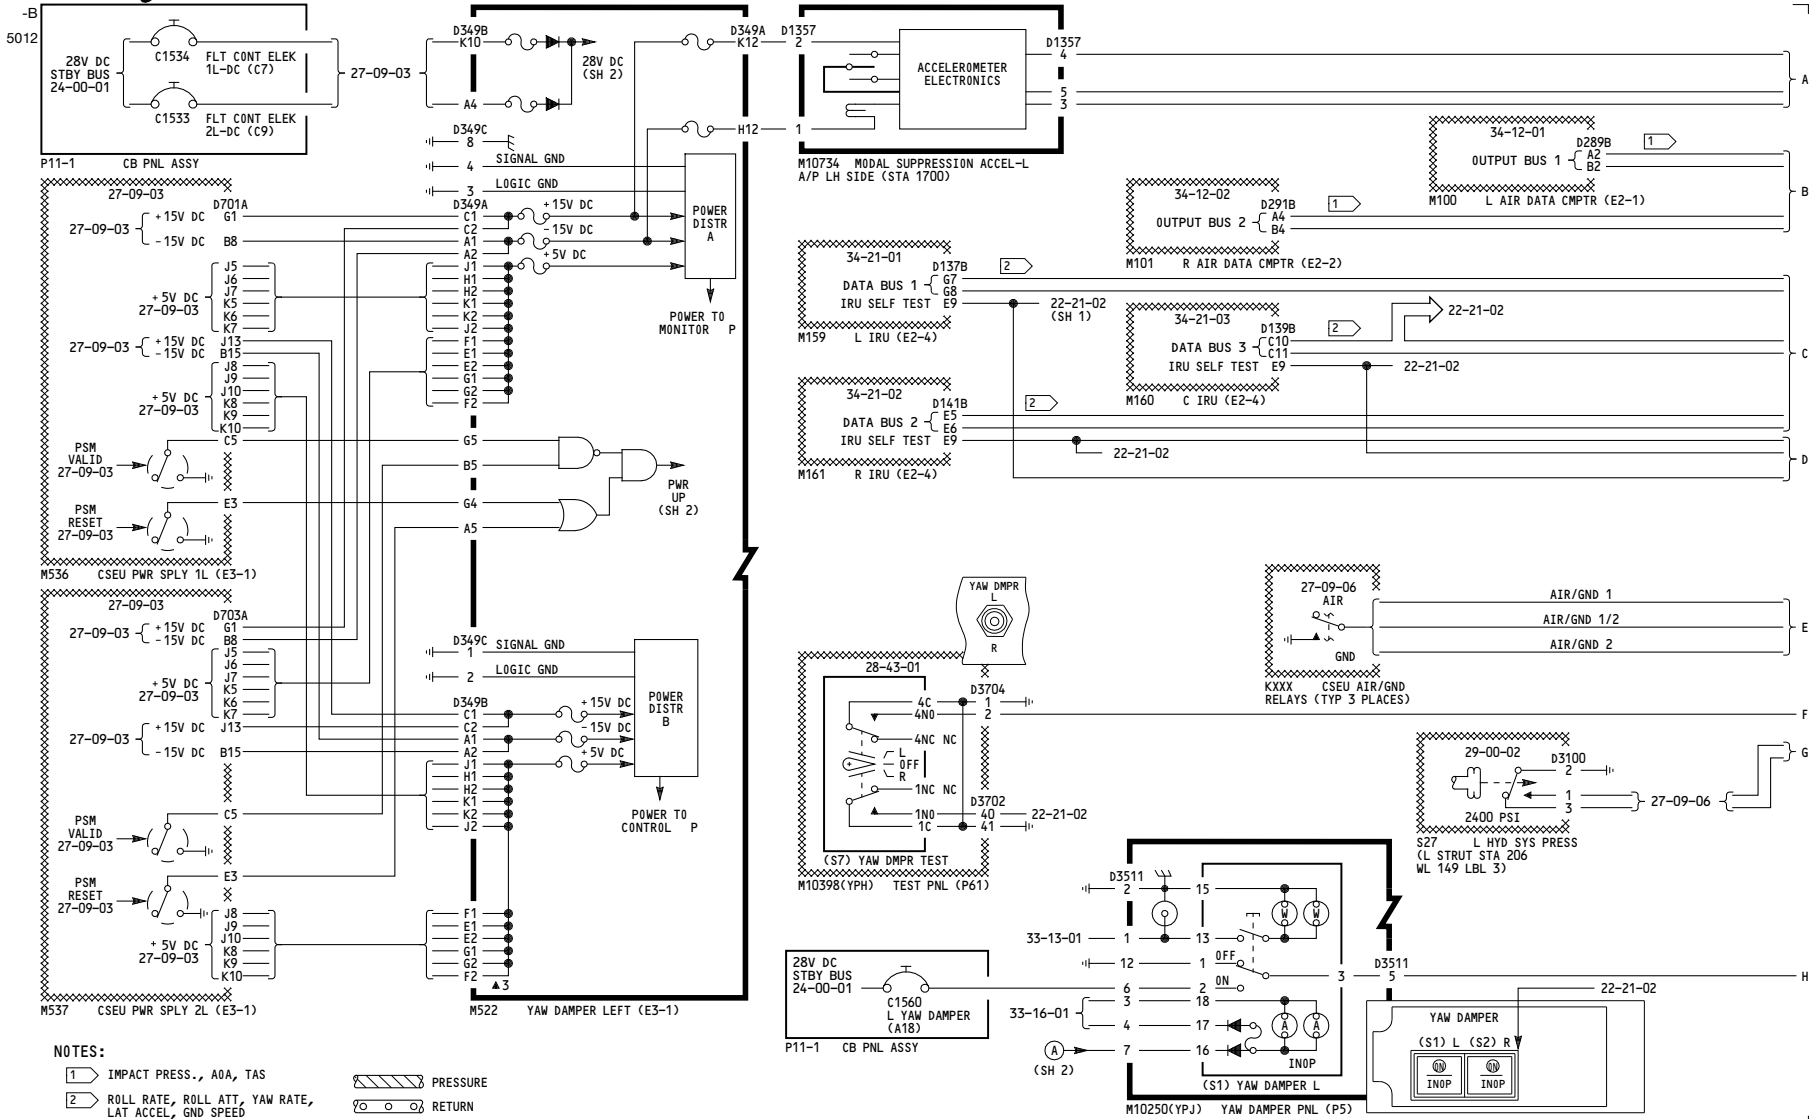 -B
5012
28V DC
STBY BUS
24-00-01
C1534
FLT CONT ELEK
1L-DC (C7)
C1533
FLT CONT ELEK
2L-DC (C9)
P11-1 CB PNL ASSY
27-09-03
D349B
K10
A4
28V DC
(SH 2)
D349C
8
4 SIGNAL GND
3 LOGIC GND
D349A
C1
C2
A1
A2
J1
H1
H2
K1
K2
J2
F1
E1
E2
G1
G2
F2
+15V DC
-15V DC
+5V DC
POWER
DISTR
A
POWER TO
MONITOR P
D349A
K12
H12
G5
B5
G4
A5
PWR
UP
(SH 2)
27-09-03
D701A
27-09-03
+15V DC G1
-15V DC B8
J5
J6
J7
K5
K6
K7
+5V DC
27-09-03
27-09-03
+15V DC J13
-15V DC B15
J8
J9
J10
K8
K9
K10
+5V DC
27-09-03
PSM
VALID
27-09-03
C5
PSM
RESET
27-09-03
E3
M536 CSEU PWR SPLY 1L (E3-1)
27-09-03
D703A
27-09-03
+15V DC G1
-15V DC B8
J5
J6
J7
K5
K6
K7
+5V DC
27-09-03
27-09-03
+15V DC J13
-15V DC B15
PSM
VALID
27-09-03
C5
PSM
RESET
27-09-03
E3
J8
J9
J10
K8
K9
K10
+5V DC
27-09-03
M537 CSEU PWR SPLY 2L (E3-1)
D349C
1 SIGNAL GND
2 LOGIC GND
D349B
C1
C2
A1
A2
J1
H1
H2
K1
K2
J2
+15V DC
-15V DC
+5V DC
POWER
DISTR
B
POWER TO
CONTROL P
F1
E1
E2
G1
G2
F2
3
M522 YAW DAMPER LEFT (E3-1)
D1357
2
1
ACCELEROMETER
ELECTRONICS
D1357
4
5
3
M10734 MODAL SUPPRESSION ACCEL-L
A/P LH SIDE (STA 1700)
A
34-12-01
D289B
OUTPUT BUS 1
A2
B2
1
M100 L AIR DATA CMPTR (E2-1)
34-12-02
D291B
OUTPUT BUS 2
A4
B4
1
M101 R AIR DATA CMPTR (E2-2)
B
34-21-01
D137B
DATA BUS 1
G7
G8
IRU SELF TEST E9
2
M159 L IRU (E2-4)
22-21-02
(SH 1)
34-21-03
D139B
DATA BUS 3
C10
C11
IRU SELF TEST E9
2
22-21-02
22-21-02
M160 C IRU (E2-4)
C
34-21-02
D141B
DATA BUS 2
E5
E6
IRU SELF TEST E9
2
22-21-02
M161 R IRU (E2-4)
D
YAW DMPR
L
R
28-43-01
4C
4NO
4NC NC
L
OFF
R
1NC NC
1NO
1C
D3704
1
2
D3702
40
41
22-21-02
(S7) YAW DMPR TEST
M10398(YPH) TEST PNL (P61)
27-09-06
AIR
GND
AIR/GND 1
AIR/GND 1/2
AIR/GND 2
KXXX CSEU AIR/GND
RELAYS (TYP 3 PLACES)
E
F
29-00-02
D3100
2
1
3
2400 PSI
27-09-06
G
S27 L HYD SYS PRESS
(L STRUT STA 206
WL 149 LBL 3)
28V DC
STBY BUS
24-00-01
C1560
L YAW DAMPER
(A18)
P11-1 CB PNL ASSY
D3511
2 15
33-13-01 1 13
12 1 OFF
6 2 ON
3 18
33-16-01
4 17
A 7 16
(SH 2)
W W
A A
INOP
3
D3511
5
H
(S1) YAW DAMPER L
M10250(YPJ) YAW DAMPER PNL (P5)
22-21-02
YAW DAMPER
(S1) L (S2) R
ON ON
INOP INOP
NOTES:
1 IMPACT PRESS., AOA, TAS
2 ROLL RATE, ROLL ATT, YAW RATE,
LAT ACCEL, GND SPEED
PRESSURE
RETURN